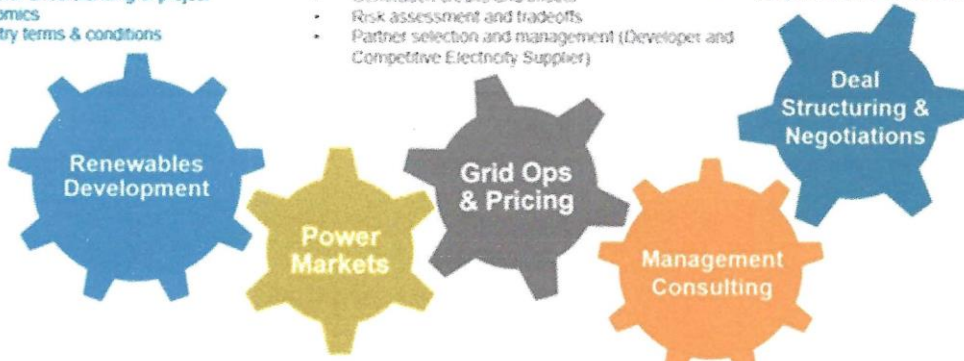 try terms & conditions
• Risk assessment and tradeoffs
• Partner selection and management (Developer and
Competitive Electricity Supplier)
Deal
Structuring &
Negotiations
Renewables
Development
Grid Ops
& Pricing
Power
Markets
Management
Consulting